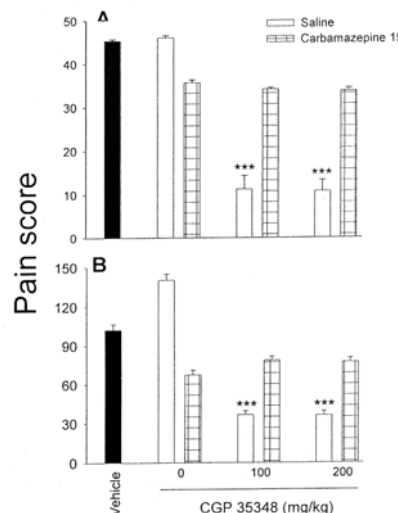 A
Saline
Carbamazepine 15
50
40
30
20
10
0
*** ***
Pain score
B
150
120
90
60
30
0
*** ***
Vehicle
0 100 200
CGP 35348 (mg/kg)